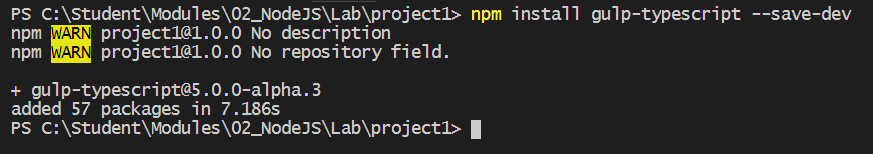 PS C:\Student\Modules\02_NodeJS\Lab\project1> npm install gulp-typescript --save-dev
npm WARN project1@1.0.0 No description
npm WARN project1@1.0.0 No repository field.
+ gulp-typescript@5.0.0-alpha.3
added 57 packages in 7.186s
PS C:\Student\Modules\02_NodeJS\Lab\project1>